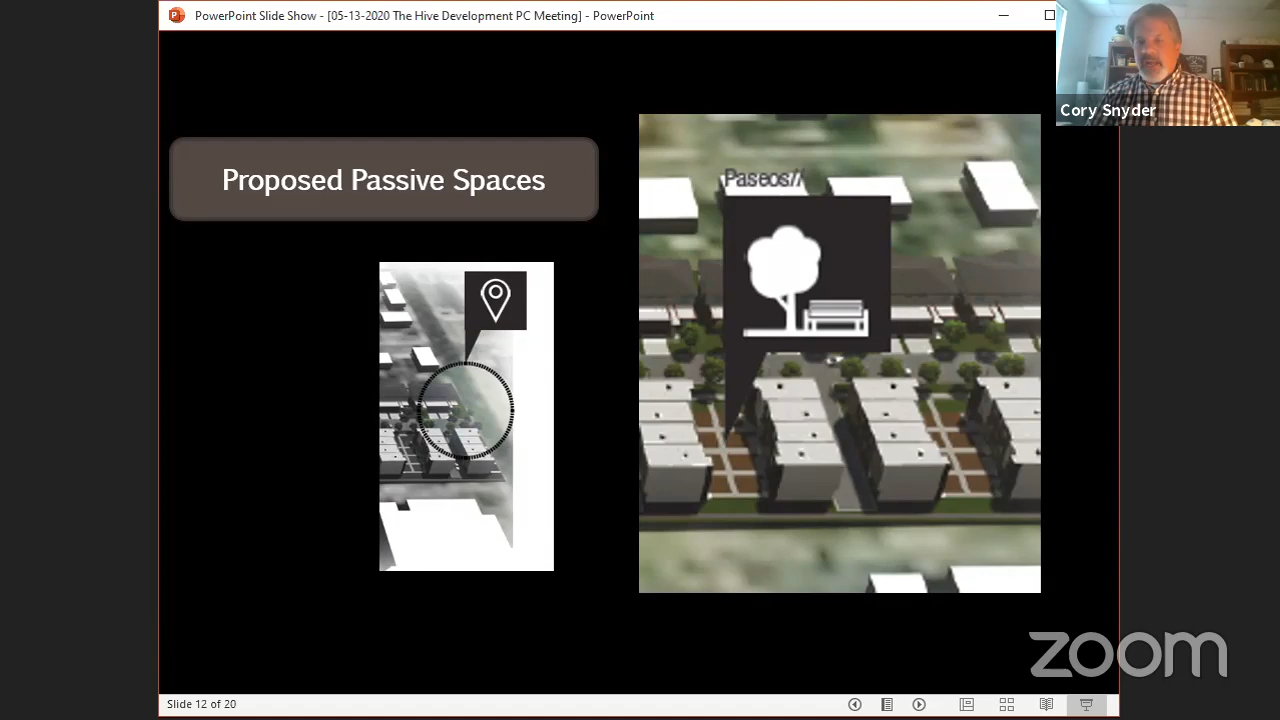 PowerPoint Slide Show - [05-13-2020 The Hive Development PC Meeting] - PowerPoint
Cory Snyder
Proposed Passive Spaces
Paseos//
zoom
Slide 12 of 20